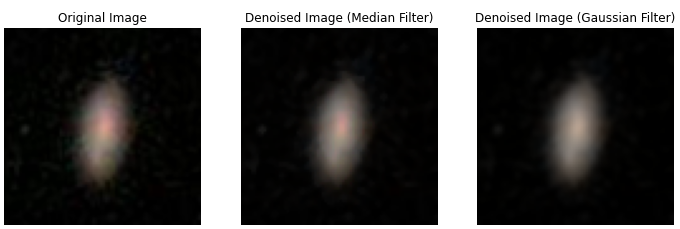 Original Image
Denoised Image (Median Filter)
Denoised Image (Gaussian Filter)